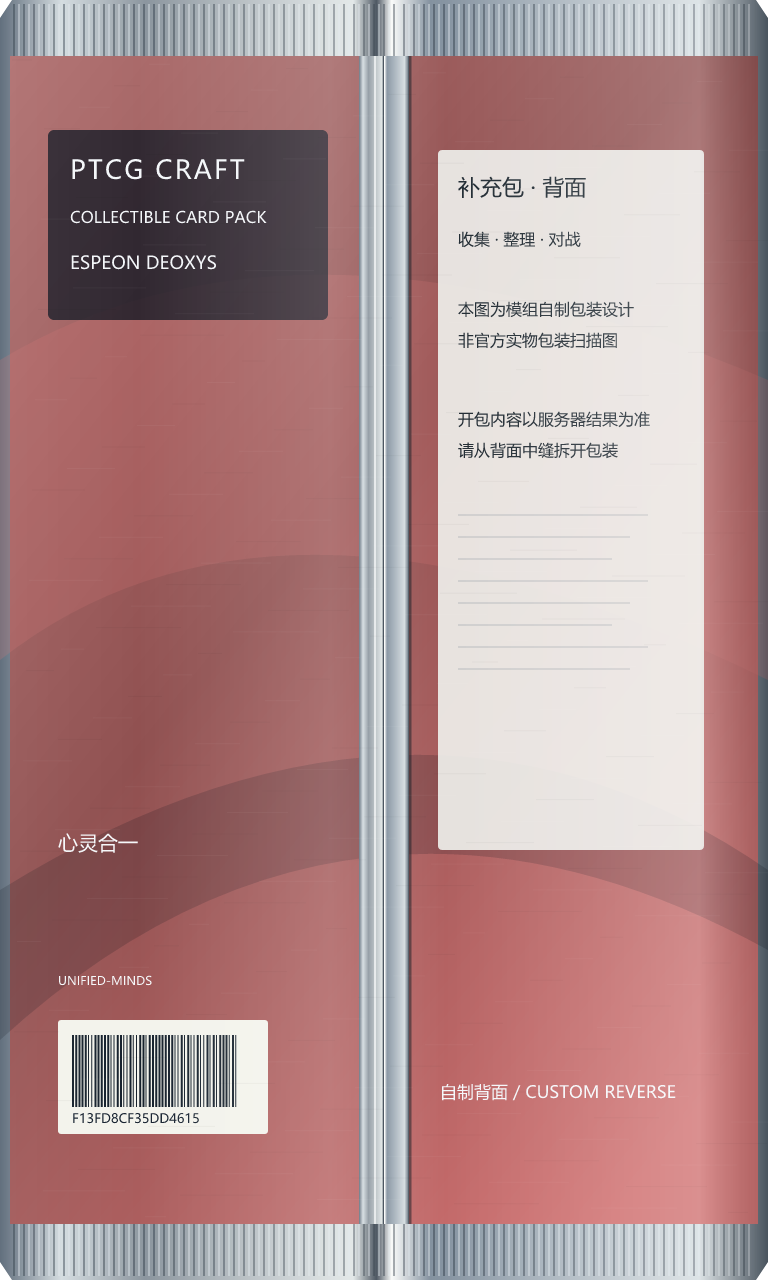 PTCG CRAFT
COLLECTIBLE CARD PACK
ESPEON DEOXYS
心灵合一
UNIFIED-MINDS
F13FD8CF35DD4615
补充包 · 背面
收集 · 整理 · 对战
本图为模组自制包装设计
非官方实物包装扫描图
开包内容以服务器结果为准
请从背面中缝拆开包装
自制背面 / CUSTOM REVERSE